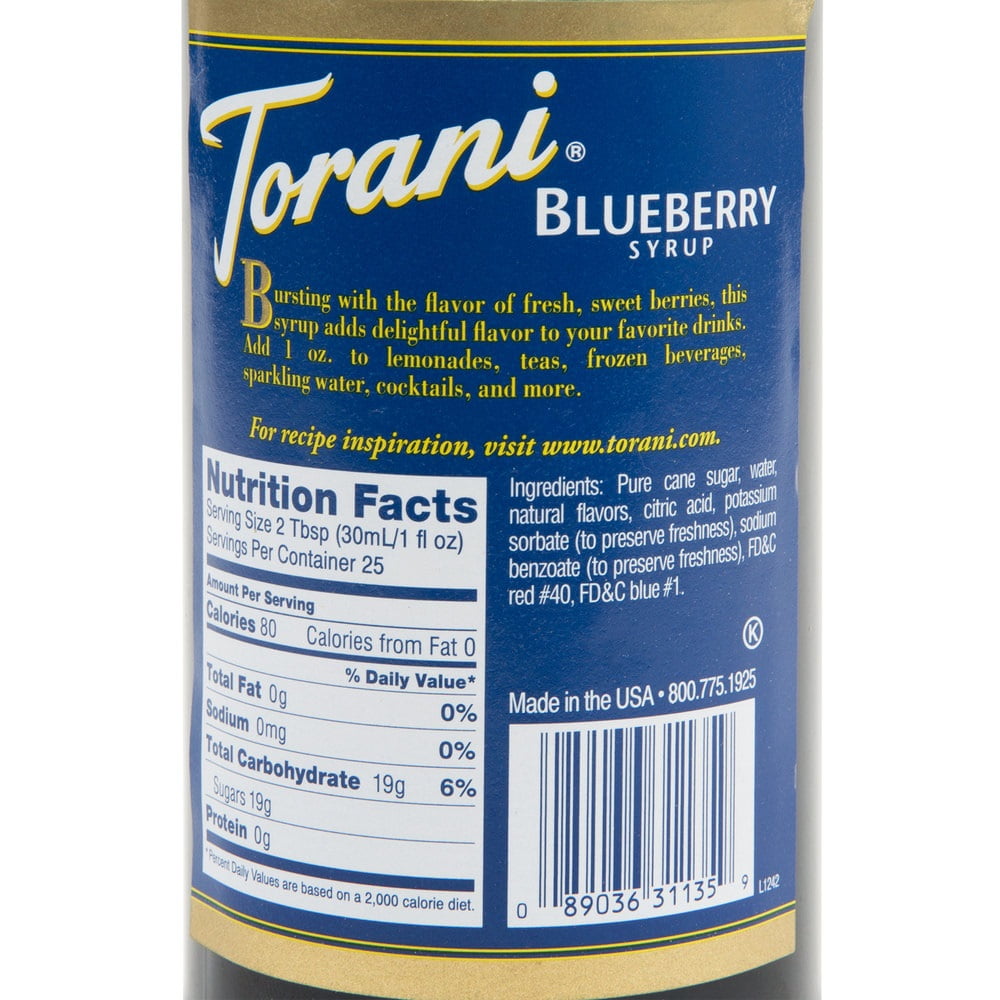 Torani®
BLUEBERRY
SYRUP
Bursting with the flavor of fresh, sweet berries, this
syrup adds delightful flavor to your favorite drinks.
Add 1 oz. to lemonades, teas, frozen beverages,
sparkling water, cocktails, and more.
For recipe inspiration, visit www.torani.com.
Nutrition Facts
Serving Size 2 Tbsp (30mL/1 fl oz)
Servings Per Container 25
Amount Per Serving
Calories 80 Calories from Fat 0
% Daily Value*
Total Fat 0g 0%
Sodium 0mg 0%
Total Carbohydrate 19g 6%
Sugars 19g
Protein 0g
*Percent Daily Values are based on a 2,000 calorie diet.
Ingredients: Pure cane sugar, water,
natural flavors, citric acid, potassium
sorbate (to preserve freshness), sodium
benzoate (to preserve freshness), FD&C
red #40, FD&C blue #1.
K
Made in the USA • 800.775.1925
0 89036 31135 9
L1242